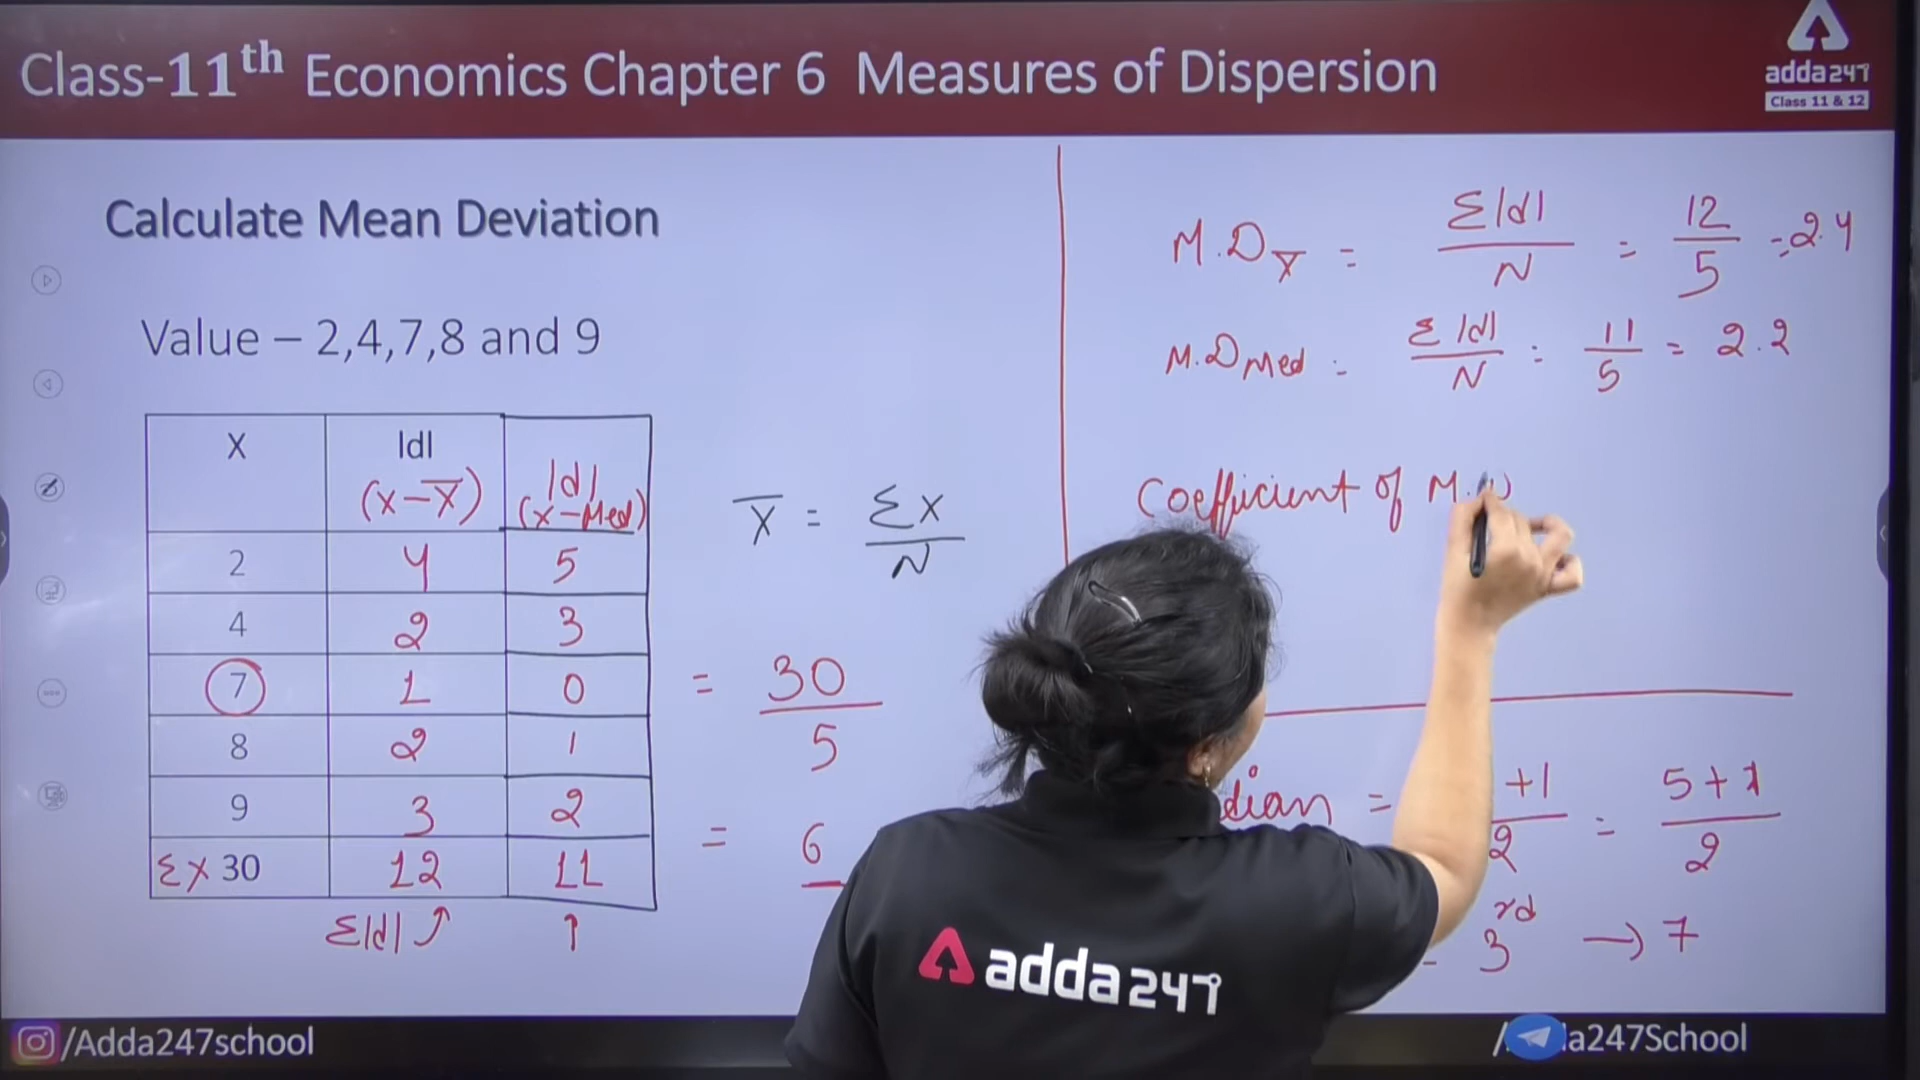 Class-11th Economics Chapter 6 Measures of Dispersion
adda247
Class 11 & 12
Calculate Mean Deviation
Value – 2,4,7,8 and 9
X |d| |d|
(x-X̅) (x-Med)
2 4 5
4 2 3
7 1 0
8 2 1
9 3 2
Σx 30 12 11
Σ|d|
X̅ = Σx / N
= 30 / 5
= 6
M.D X̅ = Σ|d| / N = 12 / 5 = 2.4
M.D Med = Σ|d| / N = 11 / 5 = 2.2
Coefficient of M.D
dian = +1 / 2 = 5+1 / 2
3rd → 7
adda247
/Adda247school
/ a247School